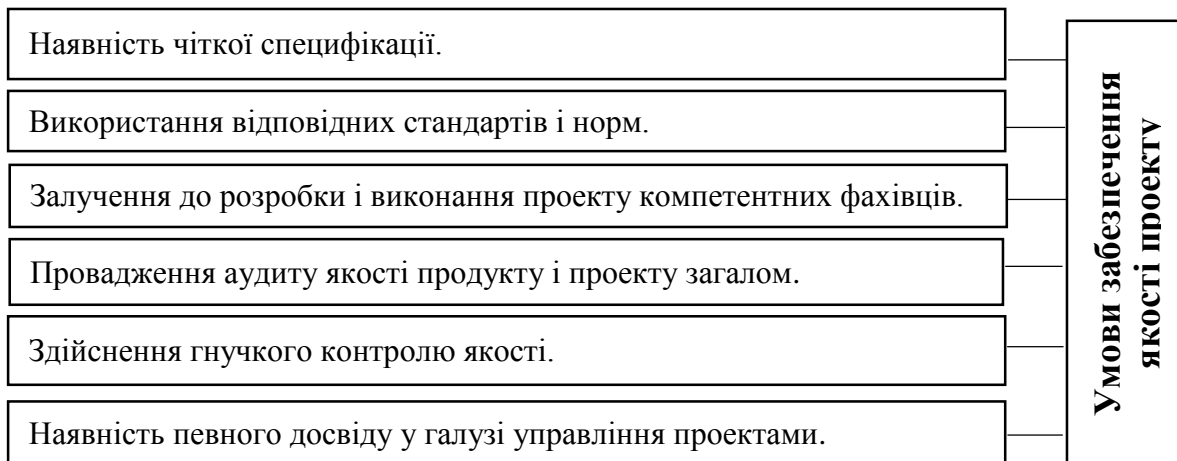 Наявність чіткої специфікації.
Використання відповідних стандартів і норм.
Залучення до розробки і виконання проекту компетентних фахівців.
Провадження аудиту якості продукту і проекту загалом.
Здійснення гнучкого контролю якості.
Наявність певного досвіду у галузі управління проектами.
Умови забезпечення
якості проекту